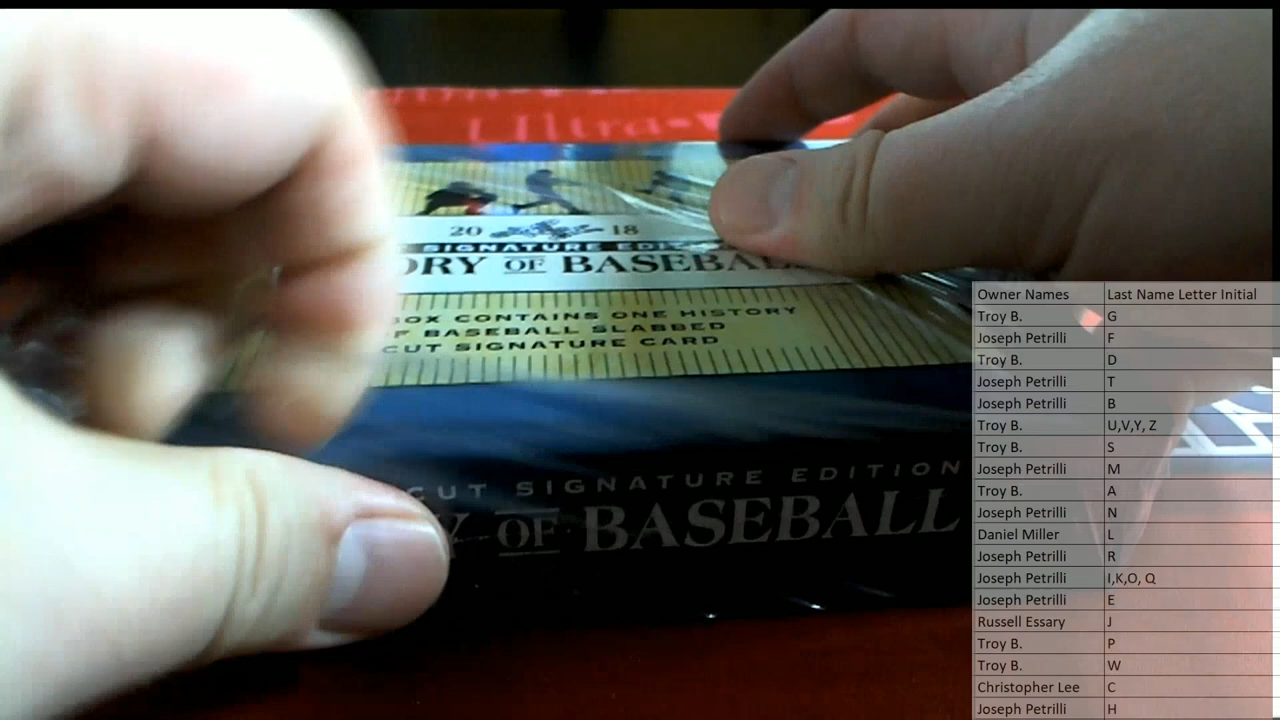 Ultra
20 18
SIGNATURE EDITION
ORY OF BASEBALL
BOX CONTAINS ONE HISTORY
OF BASEBALL SLABBED
CUT SIGNATURE CARD
CUT SIGNATURE EDITION
Y OF BASEBALL
Owner Names Last Name Letter Initial
Troy B. G
Joseph Petrilli F
Troy B. D
Joseph Petrilli T
Joseph Petrilli B
Troy B. U,V,Y, Z
Troy B. S
Joseph Petrilli M
Troy B. A
Joseph Petrilli N
Daniel Miller L
Joseph Petrilli R
Joseph Petrilli I,K,O, Q
Joseph Petrilli E
Russell Essary J
Troy B. P
Troy B. W
Christopher Lee C
Joseph Petrilli H